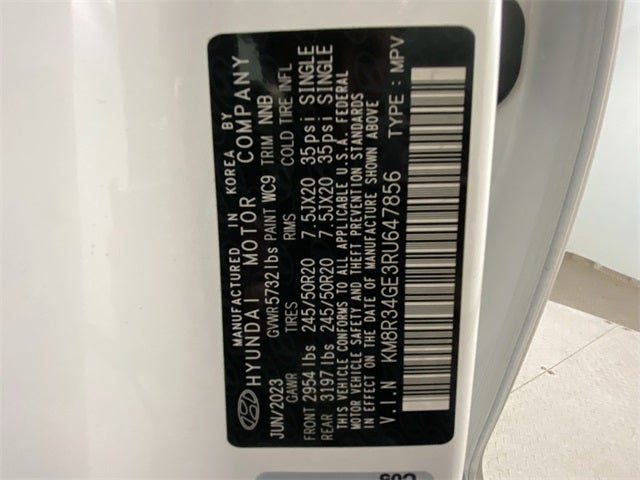 MANUFACTURED IN KOREA BY
HYUNDAI MOTOR COMPANY
JUN/2023 GVWR 5732 lbs PAINT WC9 TRIM NNB
GAWR TIRES RIMS COLD TIRE INFL
FRONT 2954 lbs 245/50R20 7.5JX20 35psi SINGLE
REAR 3197 lbs 245/50R20 7.5JX20 35psi SINGLE
THIS VEHICLE CONFORMS TO ALL APPLICABLE U.S.A. FEDERAL
MOTOR VEHICLE SAFETY AND THEFT PREVENTION STANDARDS
IN EFFECT ON THE DATE OF MANUFACTURE SHOWN ABOVE
V.I.N KM8R34GE3RU647856 TYPE : MPV